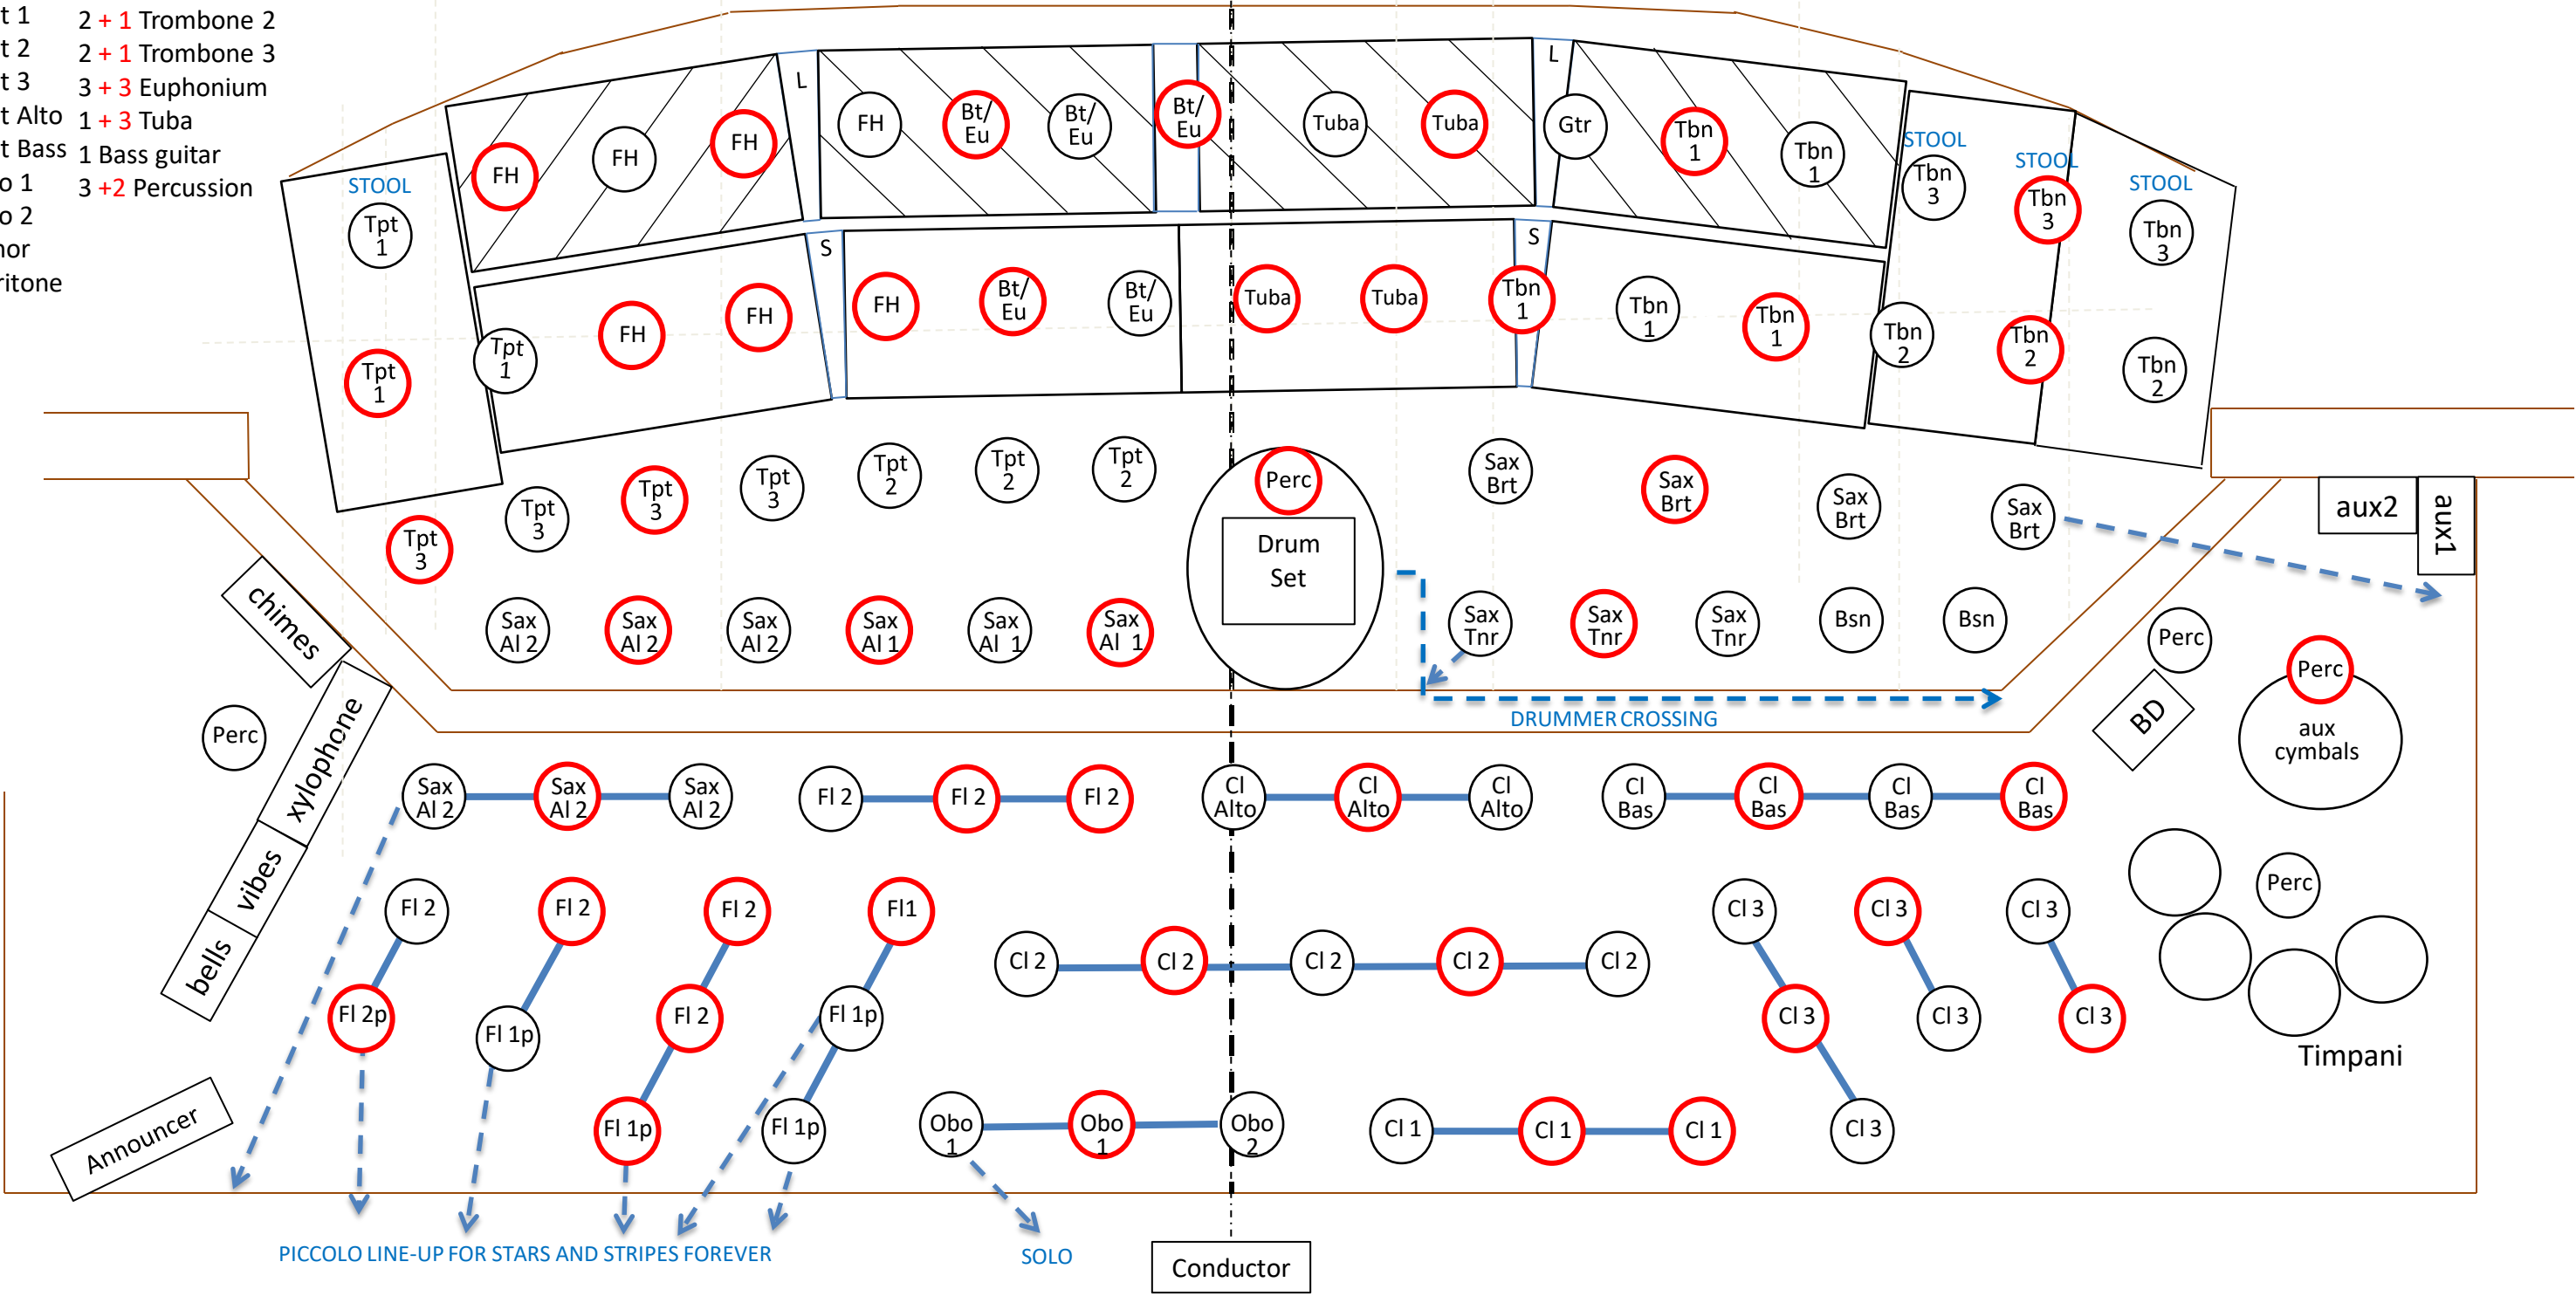 t 1
t 2
t 3
t Alto
t Bass
o 1
o 2
nor
ritone
2 + 1 Trombone 2
2 + 1 Trombone 3
3 + 3 Euphonium
1 + 3 Tuba
1 Bass guitar
3 +2 Percussion
L
L
FH
FH
FH
FH
Bt/
Eu
Bt/
Eu
Bt/
Eu
Tuba
Tuba
Gtr
Tbn
1
Tbn
1
STOOL
Tbn
3
STOOL
Tbn
3
STOOL
Tbn
3
STOOL
Tpt
1
S
S
Tpt
1
Tpt
1
FH
FH
FH
Bt/
Eu
Bt/
Eu
Tuba
Tuba
Tbn
1
Tbn
1
Tbn
1
Tbn
2
Tbn
2
Tbn
2
Tpt
3
Tpt
3
Tpt
3
Tpt
3
Tpt
2
Tpt
2
Tpt
2
Perc
Drum
Set
Sax
Brt
Sax
Brt
Sax
Brt
Sax
Brt
aux2
aux1
chimes
Sax
Al 2
Sax
Al 2
Sax
Al 2
Sax
Al 1
Sax
Al 1
Sax
Al 1
Sax
Tnr
Sax
Tnr
Sax
Tnr
Bsn
Bsn
Perc
Perc
aux
cymbals
BD
DRUMMER CROSSING
Perc
xylophone
vibes
bells
Sax
Al 2
Sax
Al 2
Sax
Al 2
Fl 2
Fl 2
Fl 2
Cl
Alto
Cl
Alto
Cl
Alto
Cl
Bas
Cl
Bas
Cl
Bas
Cl
Bas
Fl 2
Fl 2
Fl 2
Fl1
Cl 3
Cl 3
Cl 3
Perc
Cl 2
Cl 2
Cl 2
Cl 2
Cl 2
Fl 2p
Fl 1p
Fl 2
Fl 1p
Cl 3
Cl 3
Cl 3
Timpani
Announcer
Fl 1p
Fl 1p
Obo
1
Obo
1
Obo
2
Cl 1
Cl 1
Cl 1
Cl 3
PICCOLO LINE-UP FOR STARS AND STRIPES FOREVER
SOLO
Conductor